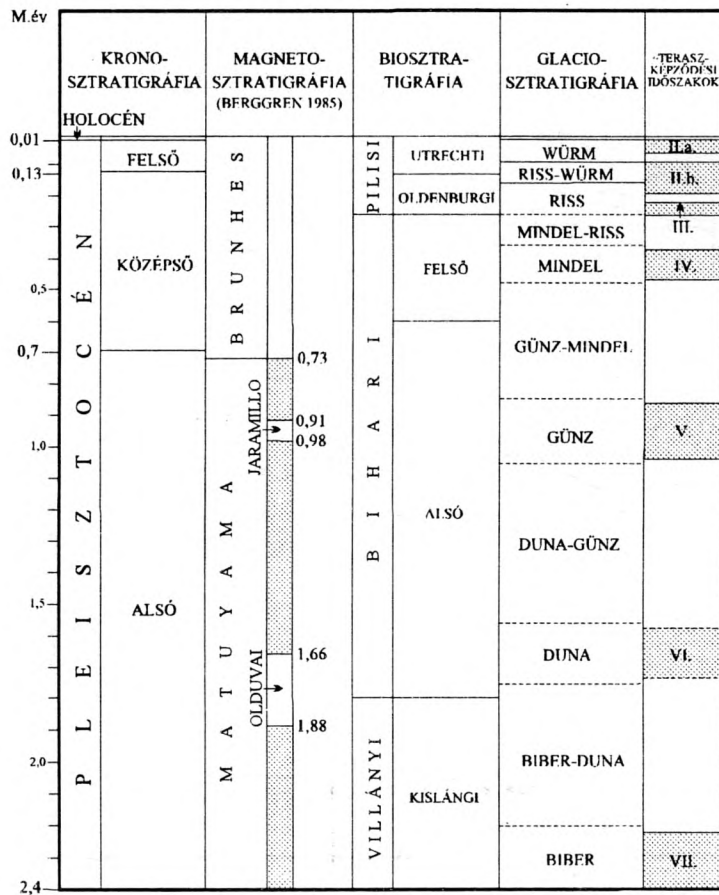 M.év
KRONO-
SZTRATIGRÁFIA
MAGNETO-
SZTRATIGRÁFIA
(BERGGREN 1985)
BIOSZTRA-
TIGRÁFIA
GLACIO-
SZTRATIGRÁFIA
TERASZ-
KÉPZŐDÉSI
IDŐSZAKOK
HOLOCÉN
0,01
0,13
0,5
0,7
1,0
1,5
2,0
2,4
PLEISZTOCÉN
FELSŐ
KÖZÉPSŐ
ALSÓ
BRUNHES
MATUYAMA
JARAMILLO
OLDUVAI
0,73
0,91
0,98
1,66
1,88
PILISI
BIHARI
VILLÁNYI
UTRECHTI
OLDENBURGI
FELSŐ
ALSÓ
KISLÁNGI
WÜRM
RISS-WÜRM
RISS
MINDEL-RISS
MINDEL
GÜNZ-MINDEL
GÜNZ
DUNA-GÜNZ
DUNA
BIBER-DUNA
BIBER
II.a.
II.b.
III.
IV.
V.
VI.
VII.